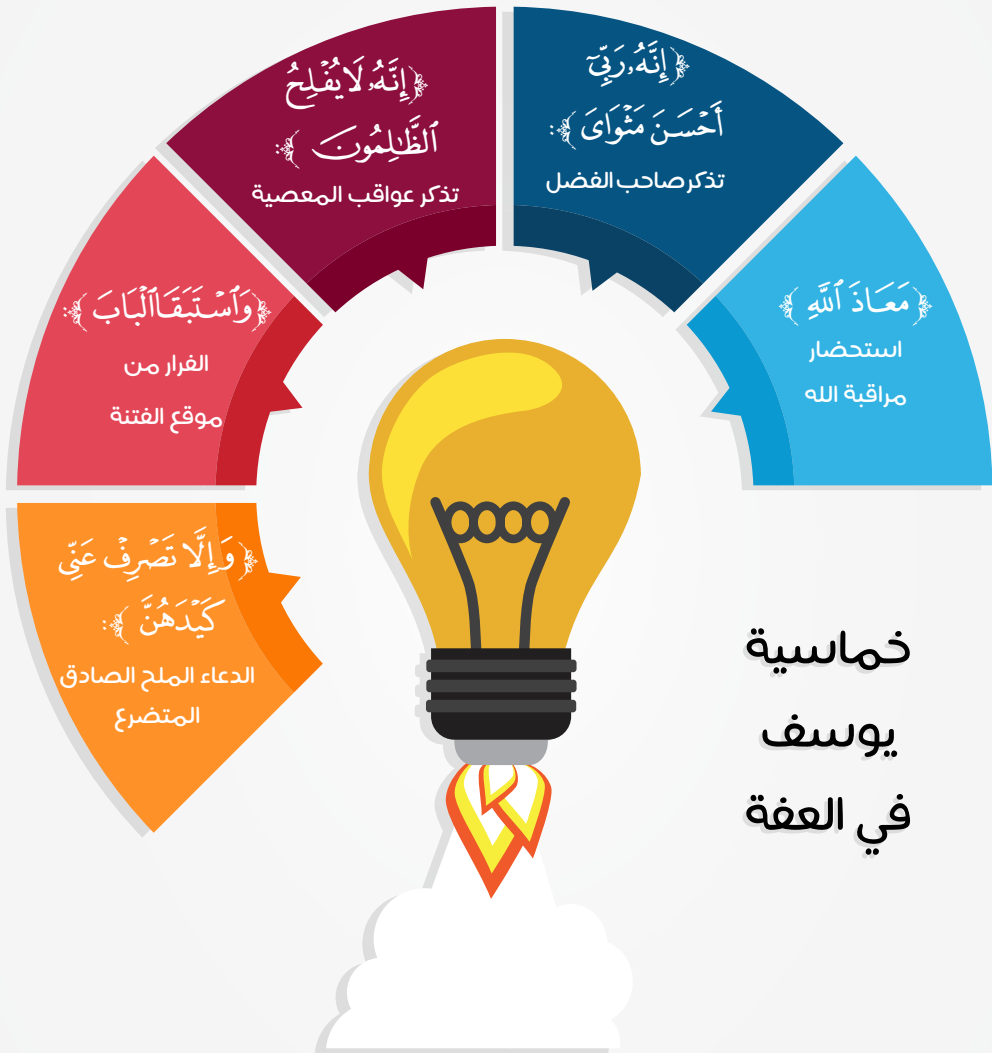 خماسية
يوسف
في العفة
﴿مَعَاذَ ٱللَّهِ﴾
استحضار
مراقبة الله
﴿إِنَّهُۥ رَبِّيٓ
أَحۡسَنَ مَثۡوَايَ﴾:
تذكر صاحب الفضل
﴿إِنَّهُۥ لَا يُفۡلِحُ
ٱلظَّٰلِمُونَ﴾:
تذكر عواقب المعصية
﴿وَٱسۡتَبَقَا ٱلۡبَابَ﴾:
الفرار من
موقع الفتنة
﴿وَإِلَّا تَصۡرِفۡ عَنِّي
كَيۡدَهُنَّ﴾:
الدعاء الملح الصادق
المتضرع